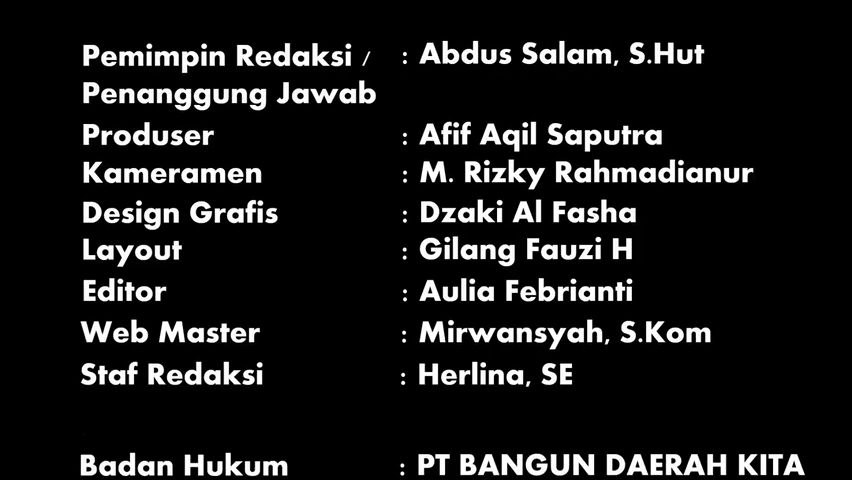 Pemimpin Redaksi / : Abdus Salam, S.Hut
Penanggung Jawab
Produser : Afif Aqil Saputra
Kameramen : M. Rizky Rahmadianur
Design Grafis : Dzaki Al Fasha
Layout : Gilang Fauzi H
Editor : Aulia Febrianti
Web Master : Mirwansyah, S.Kom
Staf Redaksi : Herlina, SE
Badan Hukum : PT BANGUN DAERAH KITA